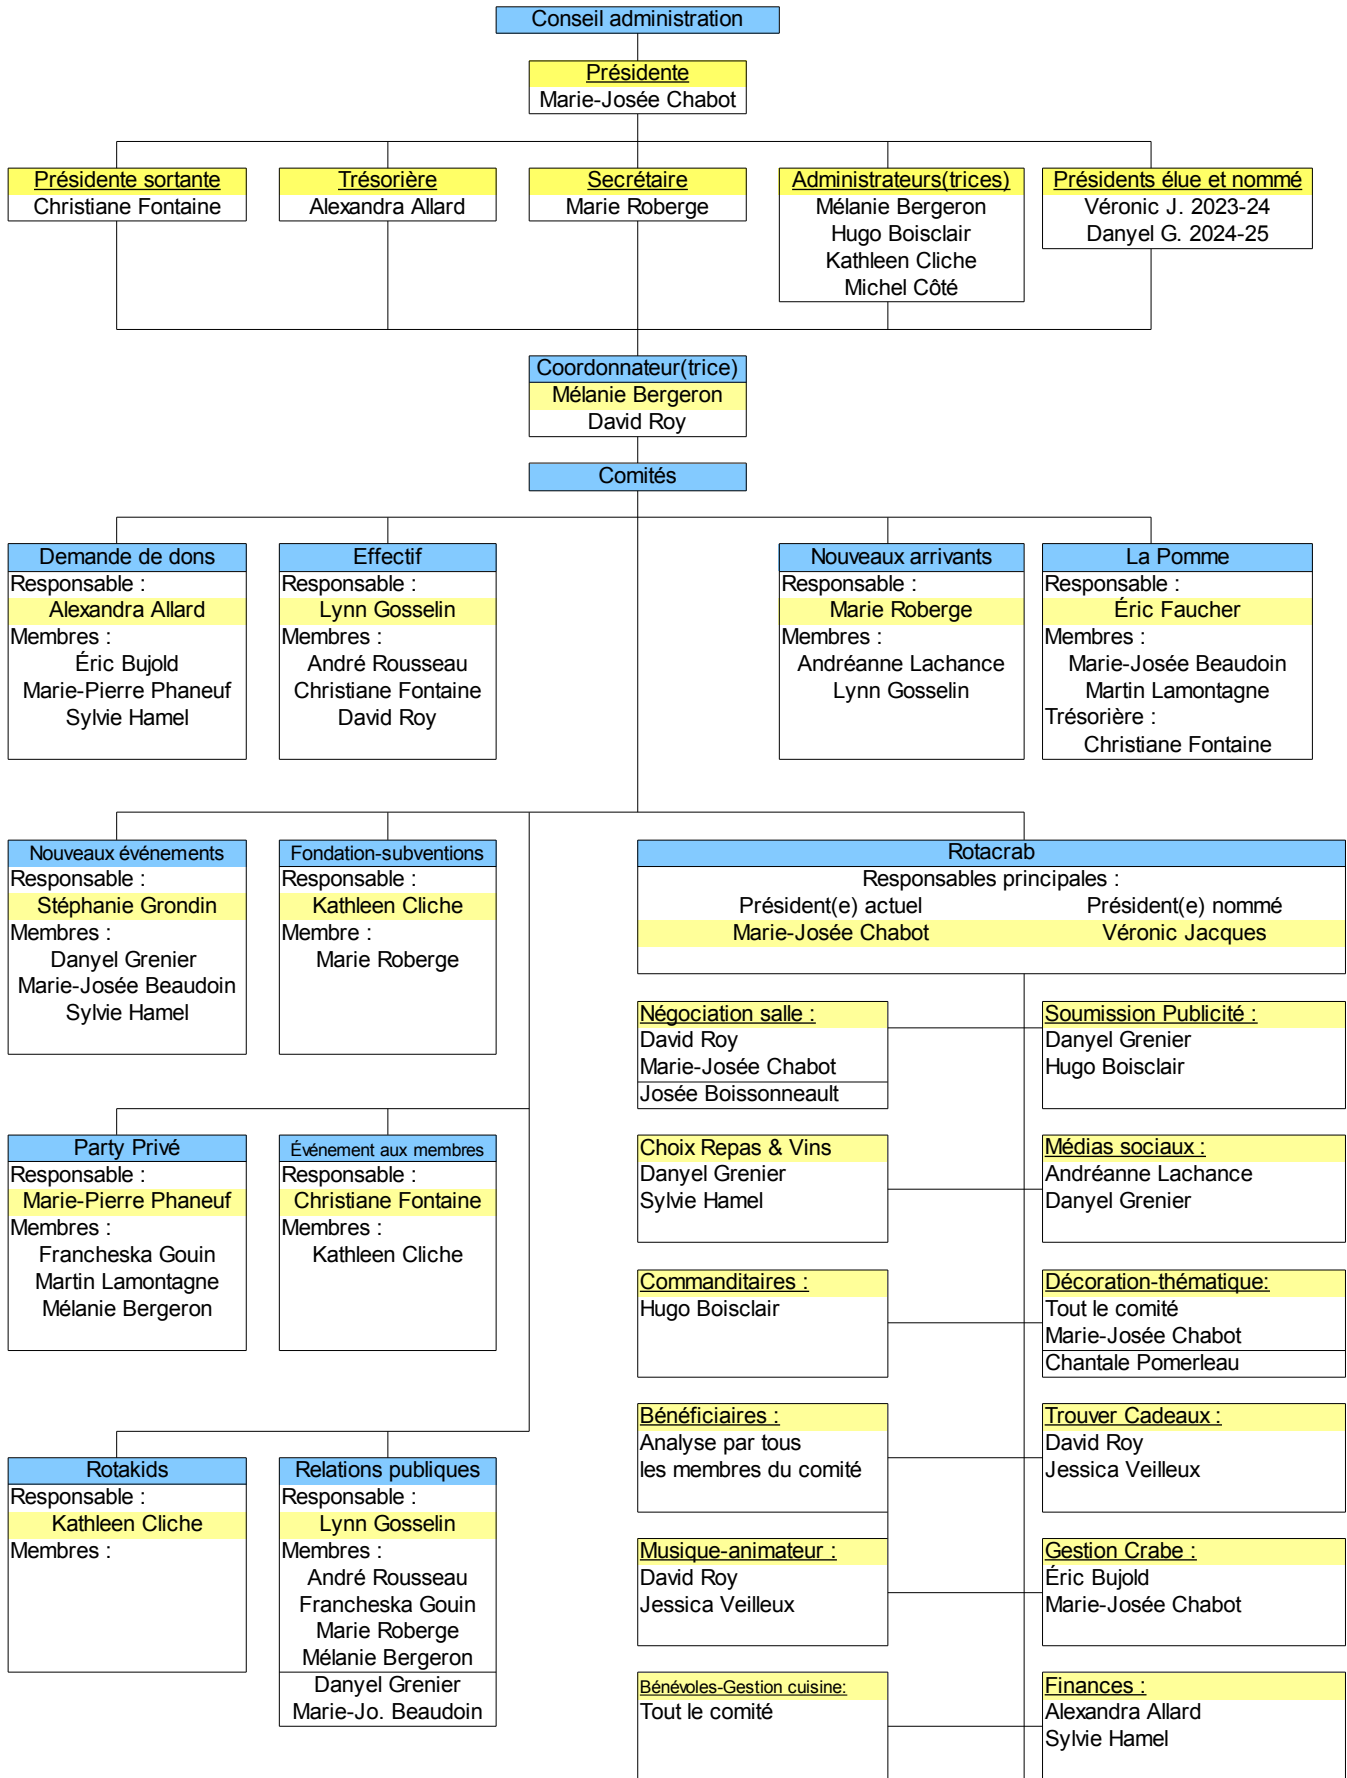 Conseil administration
Présidente
Marie-Josée Chabot
Présidente sortante
Christiane Fontaine
Trésorière
Alexandra Allard
Secrétaire
Marie Roberge
Administrateurs(trices)
Mélanie Bergeron
Hugo Boisclair
Kathleen Cliche
Michel Côté
Présidents élue et nommé
Véronic J. 2023-24
Danyel G. 2024-25
Coordonnateur(trice)
Mélanie Bergeron
David Roy
Comités
Demande de dons
Responsable :
Alexandra Allard
Membres :
Éric Bujold
Marie-Pierre Phaneuf
Sylvie Hamel
Effectif
Responsable :
Lynn Gosselin
Membres :
André Rousseau
Christiane Fontaine
David Roy
Nouveaux arrivants
Responsable :
Marie Roberge
Membres :
Andréanne Lachance
Lynn Gosselin
La Pomme
Responsable :
Éric Faucher
Membres :
Marie-Josée Beaudoin
Martin Lamontagne
Trésorière :
Christiane Fontaine
Nouveaux événements
Responsable :
Stéphanie Grondin
Membres :
Danyel Grenier
Marie-Josée Beaudoin
Sylvie Hamel
Fondation-subventions
Responsable :
Kathleen Cliche
Membre :
Marie Roberge
Rotacrab
Responsables principales :
Président(e) actuel
Président(e) nommé
Marie-Josée Chabot
Véronic Jacques
Négociation salle :
David Roy
Marie-Josée Chabot
Josée Boissonneault
Soumission Publicité :
Danyel Grenier
Hugo Boisclair
Party Privé
Responsable :
Marie-Pierre Phaneuf
Membres :
Francheska Gouin
Martin Lamontagne
Mélanie Bergeron
Événement aux membres
Responsable :
Christiane Fontaine
Membres :
Kathleen Cliche
Choix Repas & Vins
Danyel Grenier
Sylvie Hamel
Médias sociaux :
Andréanne Lachance
Danyel Grenier
Commanditaires :
Hugo Boisclair
Décoration-thématique:
Tout le comité
Marie-Josée Chabot
Chantale Pomerleau
Bénéficiaires :
Analyse par tous
les membres du comité
Trouver Cadeaux :
David Roy
Jessica Veilleux
Rotakids
Responsable :
Kathleen Cliche
Membres :
Relations publiques
Responsable :
Lynn Gosselin
Membres :
André Rousseau
Francheska Gouin
Marie Roberge
Mélanie Bergeron
Danyel Grenier
Marie-Jo. Beaudoin
Musique-animateur :
David Roy
Jessica Veilleux
Gestion Crabe :
Éric Bujold
Marie-Josée Chabot
Bénévoles-Gestion cuisine:
Tout le comité
Finances :
Alexandra Allard
Sylvie Hamel